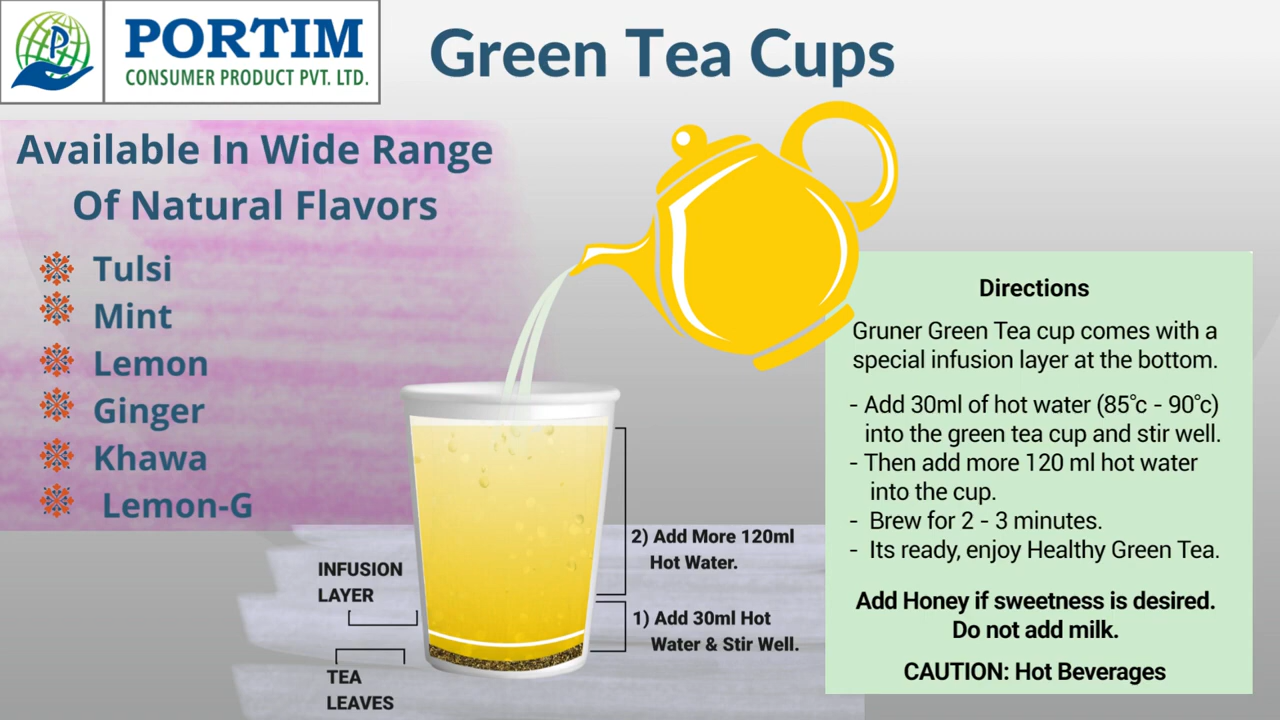 PORTIM
CONSUMER PRODUCT PVT. LTD.
Green Tea Cups
Available In Wide Range
Of Natural Flavors
Tulsi
Mint
Lemon
Ginger
Khawa
Lemon-G
INFUSION
LAYER
TEA
LEAVES
2) Add More 120ml
Hot Water.
1) Add 30ml Hot
Water & Stir Well.
Directions
Gruner Green Tea cup comes with a
special infusion layer at the bottom.
- Add 30ml of hot water (85°c - 90°c)
into the green tea cup and stir well.
- Then add more 120 ml hot water
into the cup.
- Brew for 2 - 3 minutes.
- Its ready, enjoy Healthy Green Tea.
Add Honey if sweetness is desired.
Do not add milk.
CAUTION: Hot Beverages